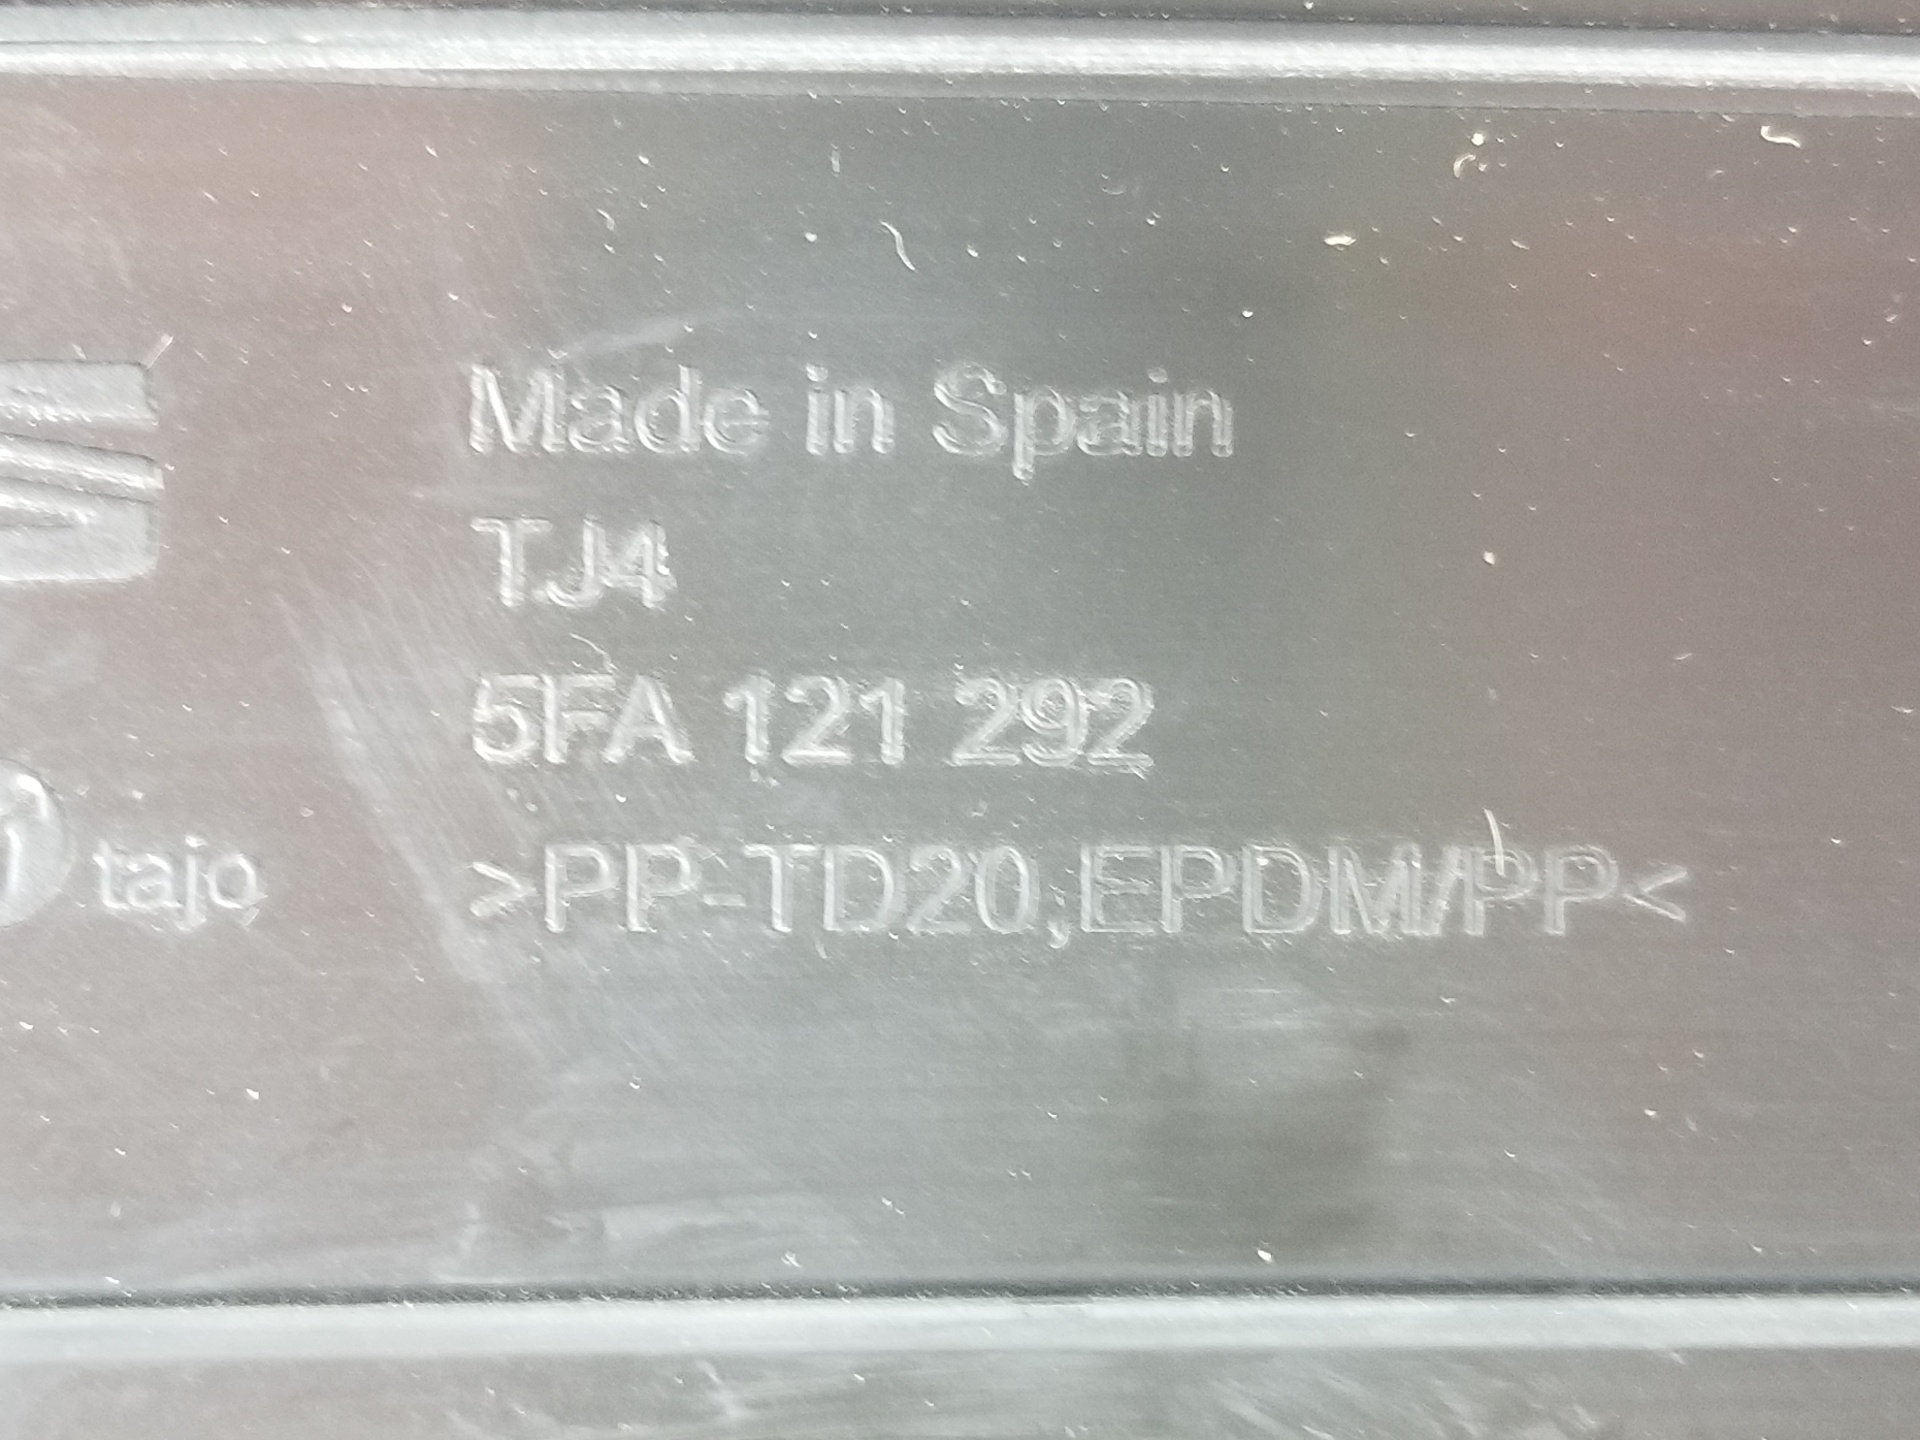 Made in Spain
TJ4
5FA 121 292
tajo >PP-TD20,EPDM/PP<